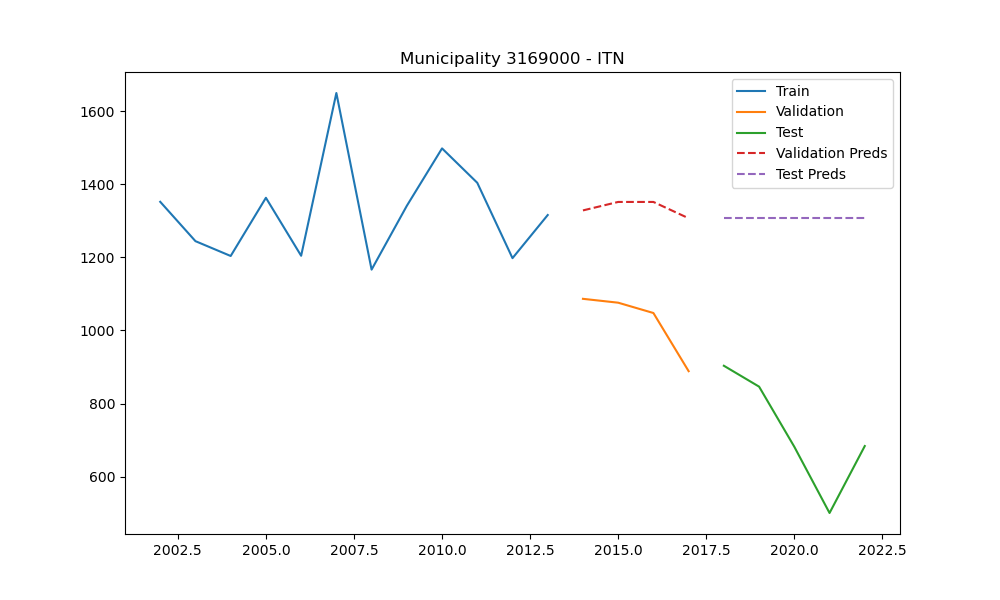 Municipality 3169000 - ITN
Train
Validation
Test
Validation Preds
Test Preds
1600
1400
1200
1000
800
600
2002.5 2005.0 2007.5 2010.0 2012.5 2015.0 2017.5 2020.0 2022.5